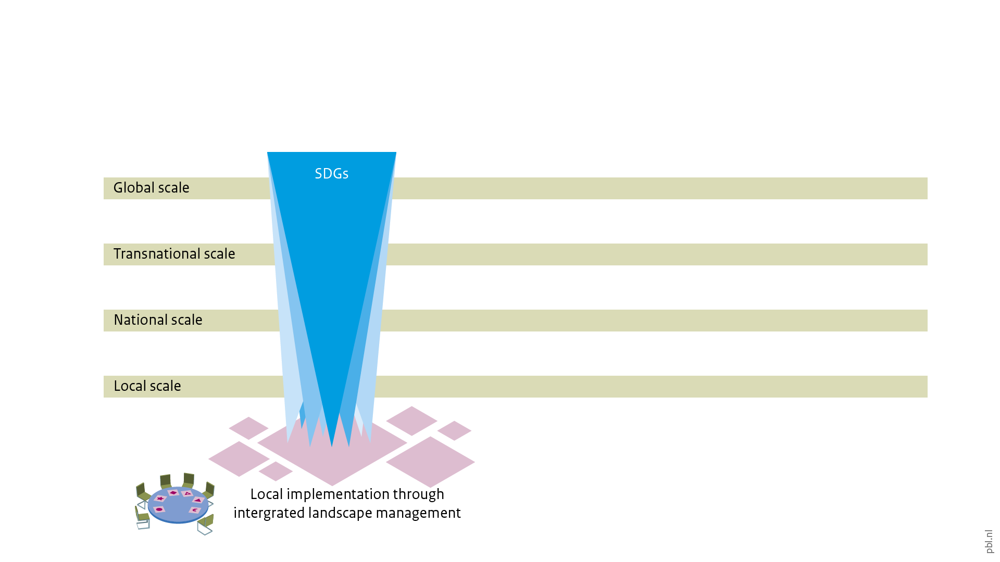 SDGs
Global scale
Transnational scale
National scale
Local scale
Local implementation through
intergrated landscape management
€
pbl.nl